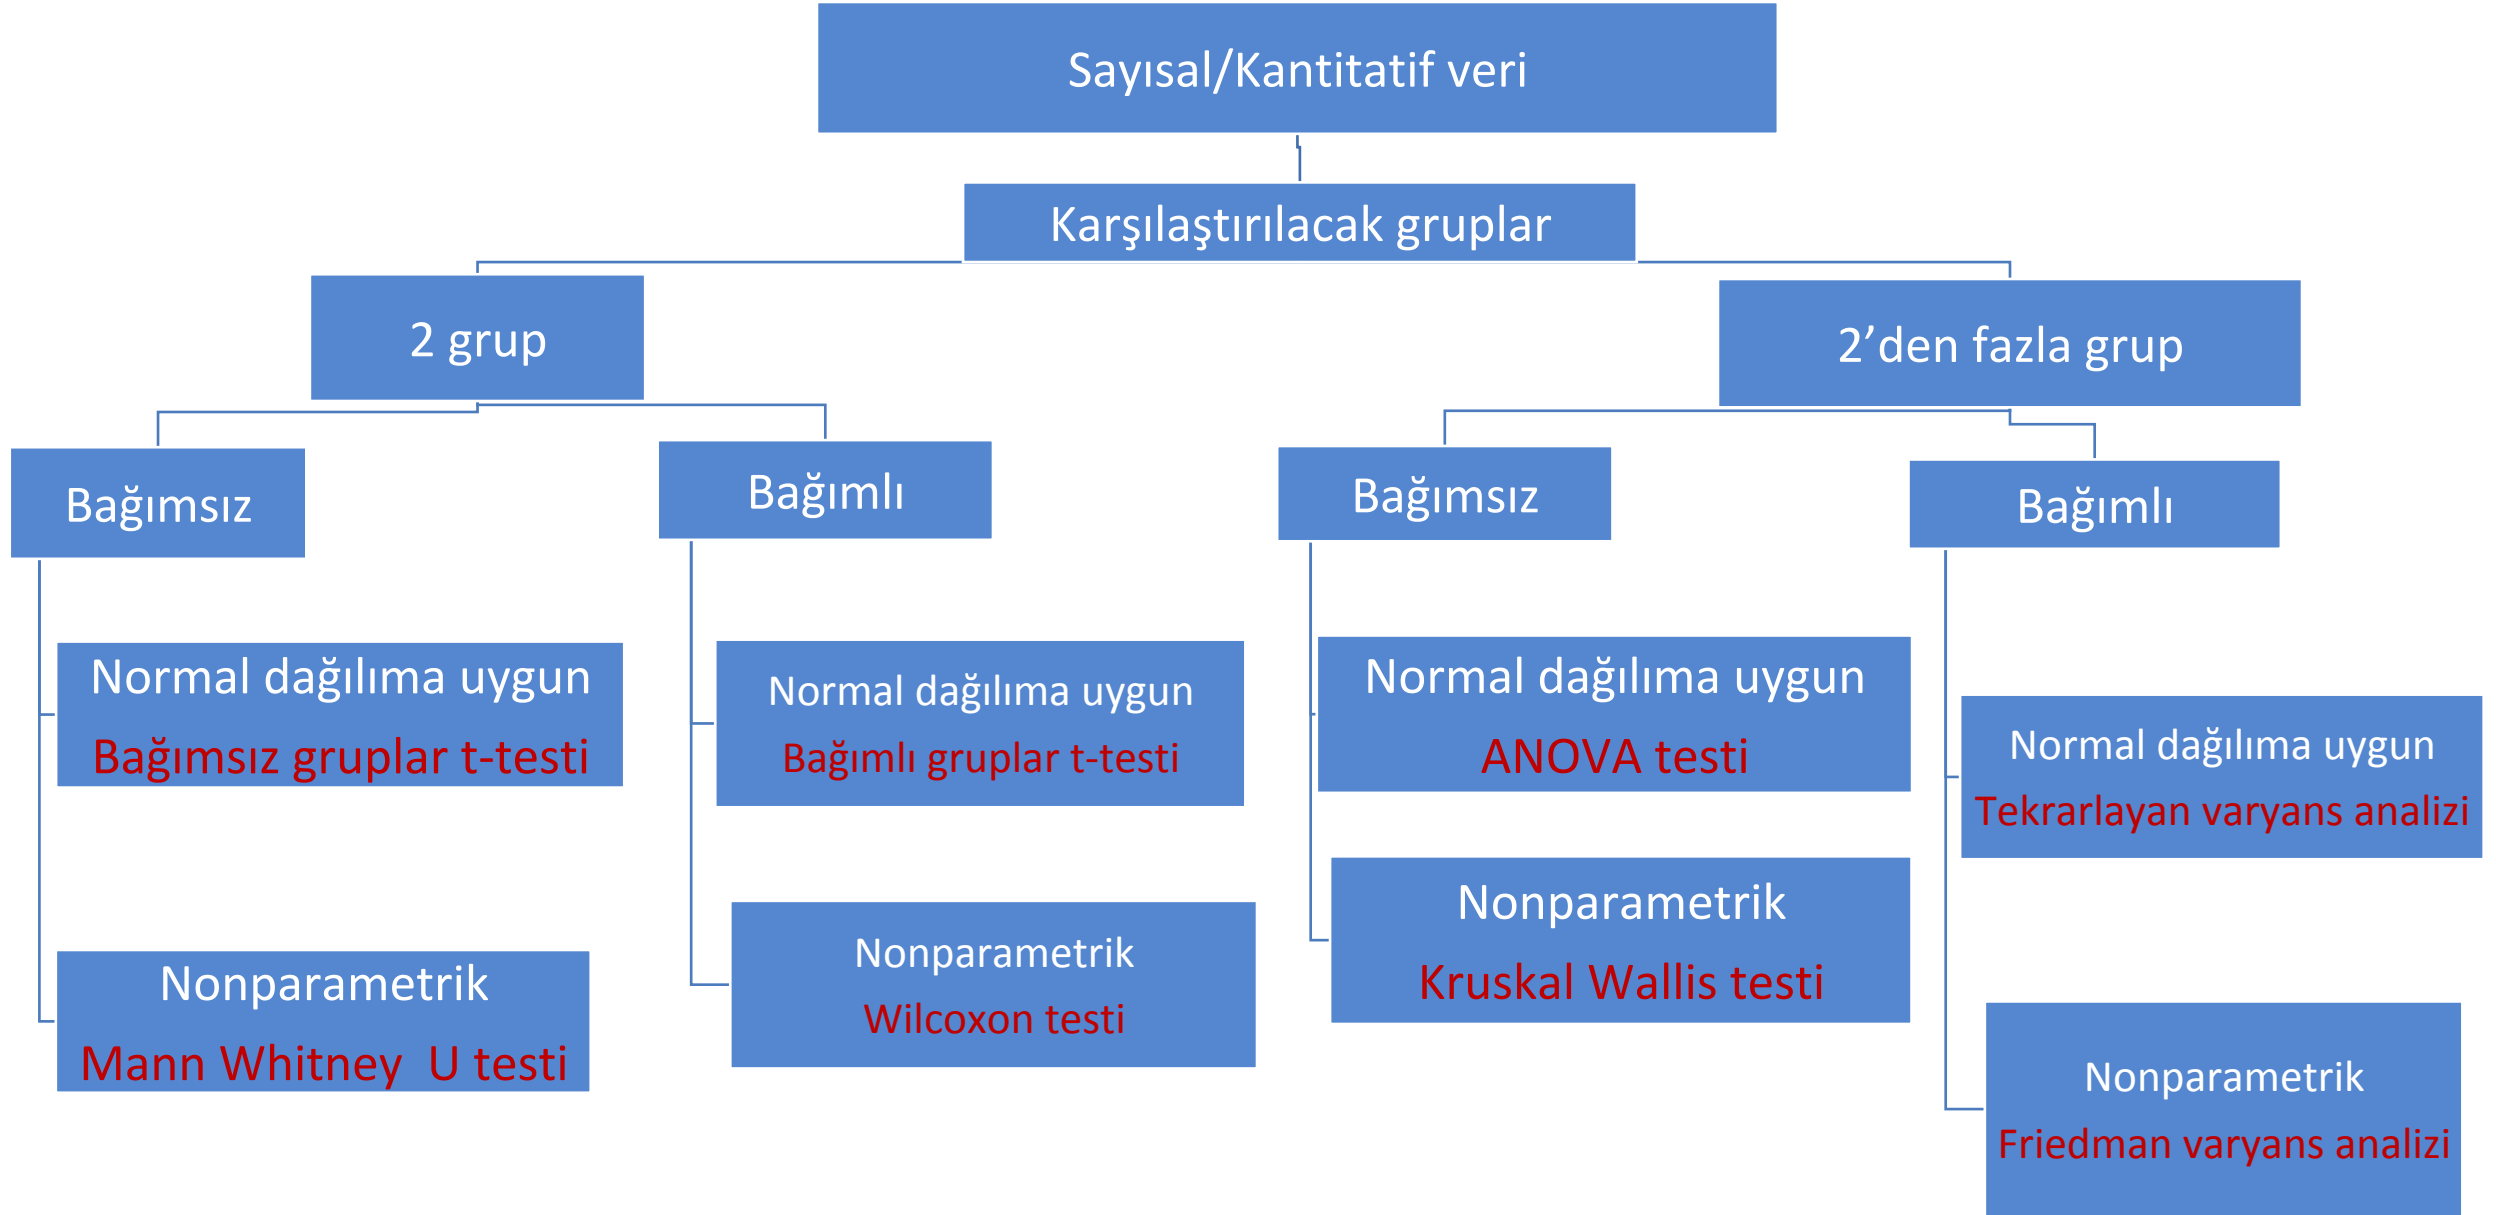 Sayısal/Kantitatif veri
Karşılaştırılacak gruplar
2 grup
2’den fazla grup
Bağımsız
Bağımlı
Bağımsız
Bağımlı
Normal dağılıma uygun
Bağımsız gruplar t-testi
Normal dağılıma uygun
Bağımlı gruplar t-testi
Normal dağılıma uygun
ANOVA testi
Normal dağılıma uygun
Tekrarlayan varyans analizi
Nonparametrik
Mann Whitney U testi
Nonparametrik
Wilcoxon testi
Nonparametrik
Kruskal Wallis testi
Nonparametrik
Friedman varyans analizi